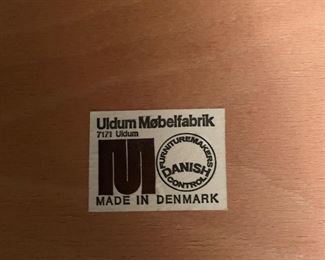 Uldum Møbelfabrik
7171 Uldum
FURNITUREMAKERS
DANISH
CONTROL
MADE IN DENMARK